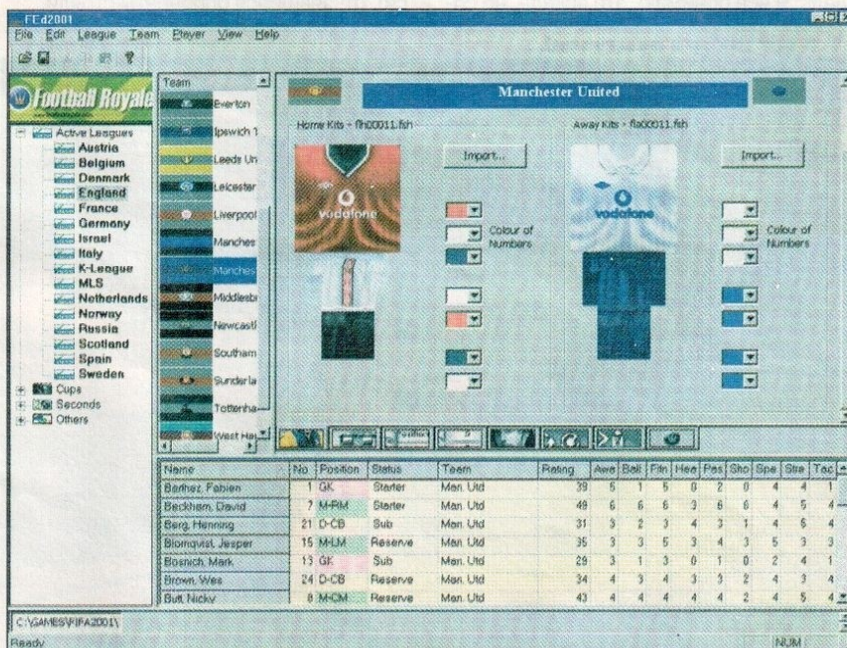 FEd2001
File Edit League Team Player View Help
Football Royale
Active Leagues
Austria
Belgium
Denmark
England
France
Germany
Israel
Italy
K-League
MLS
Netherlands
Norway
Russia
Scotland
Spain
Sweden
Cups
Seconds
Others
Team
Everton
Ipswich T
Leeds Un
Leicester
Liverpool
Manches
Manches
Middlesbr
Newcastl
Southam
Sunderla
Tottenha
West Ha
Manchester United
Home Kits - flh00011.fsh
Import...
vodafone
Colour of
Numbers
Away Kits - fla00011.fsh
Import...
vodafone
Colour of
Numbers
Name No Position Status Team Rating Awa Ball Fitn Hea Pas Sho Spe Stra Tac
Barthez, Fabien 1 GK Starter Man. Utd 39 5 1 5 0 2 0 4 4 1
Beckham, David 7 M-RM Starter Man. Utd 49 6 6 6 3 6 6 4 5 4
Berg, Henning 21 D-CB Sub Man. Utd 31 3 2 3 4 3 1 4 5 4
Blomqvist, Jesper 15 M-LM Reserve Man. Utd 35 3 3 5 3 4 3 5 3 3
Bosnich, Mark 13 GK Sub Man. Utd 29 3 1 3 0 1 0 2 4 1
Brown, Wes 24 D-CB Reserve Man. Utd 34 4 3 4 3 3 2 4 3 4
Butt, Nicky 8 M-CM Reserve Man. Utd 43 4 4 4 4 4 2 4 5 4
C:\GAMES\FIFA2001\
Ready NUM